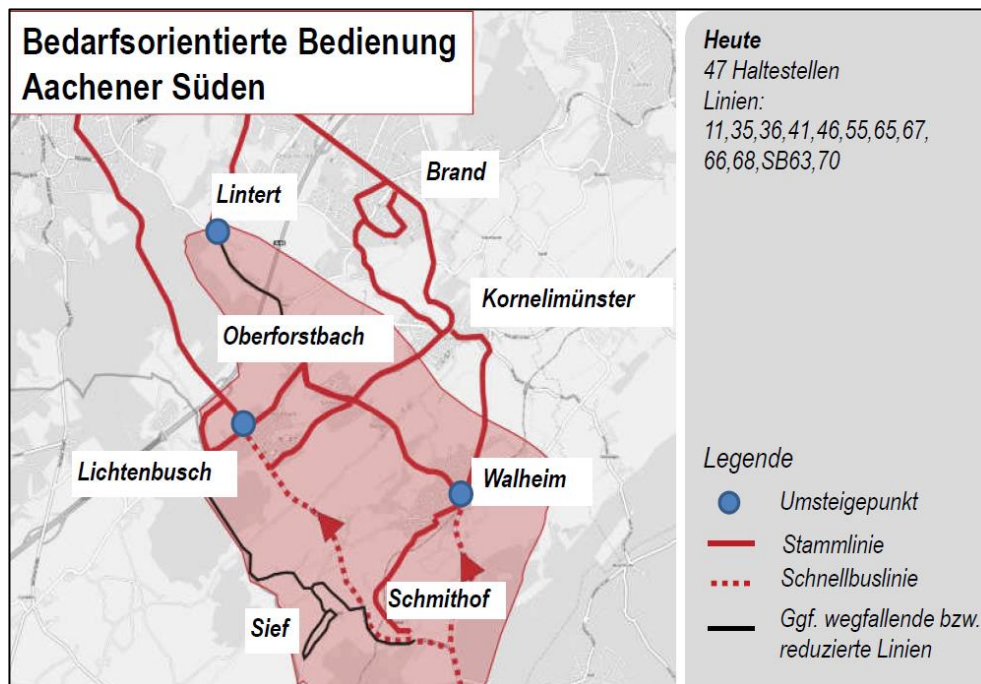 Bedarfsorientierte Bedienung
Aachener Süden
Heute
47 Haltestellen
Linien:
11,35,36,41,46,55,65,67,
66,68,SB63,70
Brand
Lintert
Kornelimünster
Oberforstbach
Lichtenbusch
Walheim
Schmithof
Sief
Legende
Umsteigepunkt
Stammlinie
Schnellbuslinie
Ggf. wegfallende bzw.
reduzierte Linien